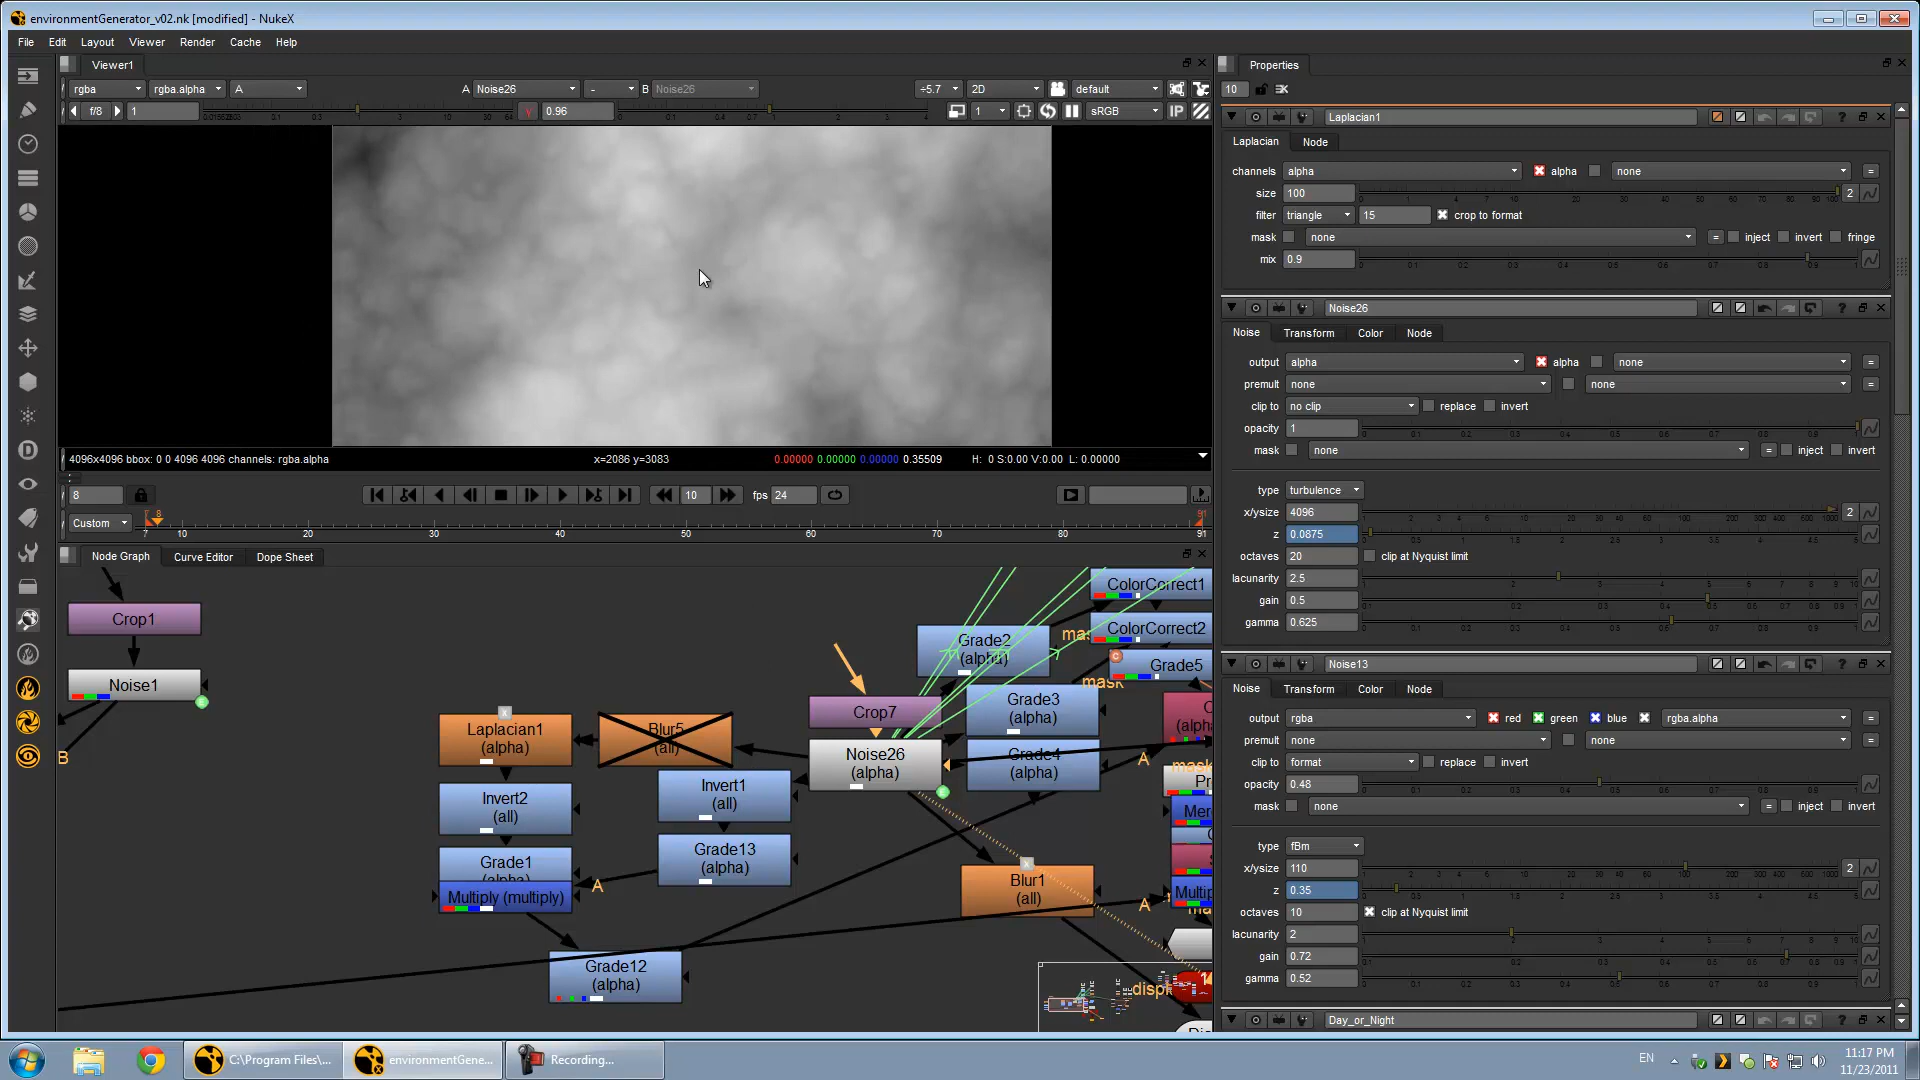 environmentGenerator_v02.nk [modified] - NukeX
File Edit Layout Viewer Render Cache Help
Viewer1
rgba rgba.alpha A A Noise26 - B Noise26 ÷5.7 2D default
f/8 1 y 0.96 1 sRGB IP
4096x4096 bbox: 0 0 4096 4096 channels: rgba.alpha x=2086 y=3083 0.00000 0.00000 0.00000 0.35509 H: 0 S:0.00 V:0.00 L: 0.00000
8 10 fps 24
Custom 7 8 10 20 30 40 50 60 70 80 91 91
Node Graph Curve Editor Dope Sheet
Crop1
Noise1
B
Laplacian1
(alpha)
Blur5
(all)
Invert2
(all)
Grade1
(alpha)
Multiply (multiply)
A
Invert1
(all)
Grade13
(alpha)
Grade12
(alpha)
Crop7
Noise26
(alpha)
Grade2
(alpha)
Grade3
(alpha)
Grade4
(alpha)
Blur1
(all)
ColorCorrect1
ColorCorrect2
Grade5
mask
A
A
Properties
10
Laplacian1
Laplacian Node
channels alpha alpha none =
size 100 2
filter triangle 15 crop to format
mask none = inject invert fringe
mix 0.9
Noise26
Noise Transform Color Node
output alpha alpha none =
premult none none =
clip to no clip replace invert
opacity 1
mask none = inject invert
type turbulence
x/ysize 4096 2
z 0.0875
octaves 20 clip at Nyquist limit
lacunarity 2.5
gain 0.5
gamma 0.625
Noise13
Noise Transform Color Node
output rgba red green blue rgba.alpha =
premult none none =
clip to format replace invert
opacity 0.48
mask none = inject invert
type fBm
x/ysize 110 2
z 0.35
octaves 10 clip at Nyquist limit
lacunarity 2
gain 0.72
gamma 0.52
Day_or_Night
C:\Program Files\... environmentGene... Recording...
EN 11:17 PM
11/23/2011